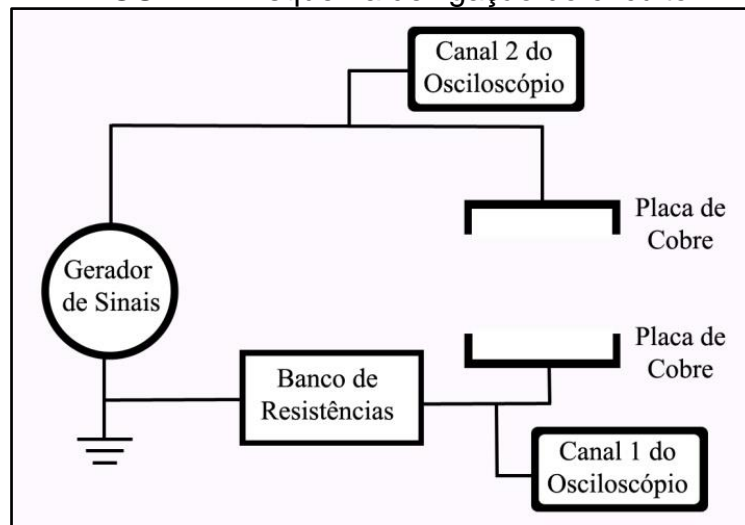 Canal 2 do
Osciloscópio
Placa de
Cobre
Gerador
de Sinais
Placa de
Cobre
Banco de
Resistências
Canal 1 do
Osciloscópio